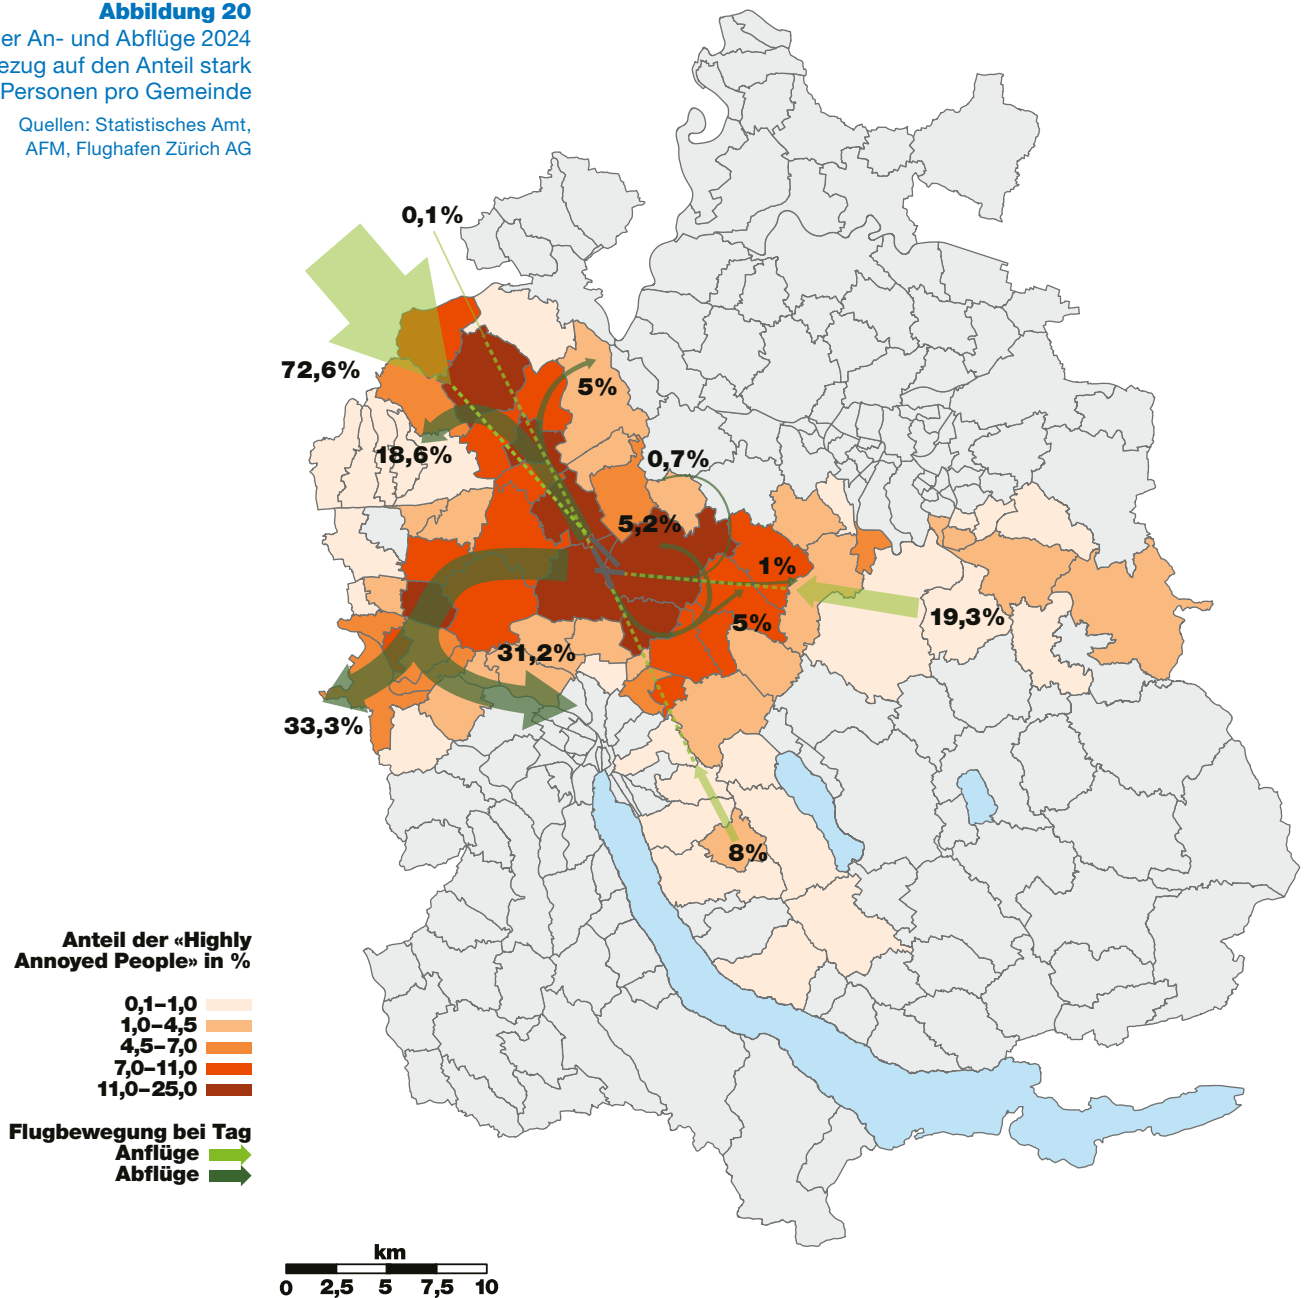 Abbildung 20
er An- und Abflüge 2024
ezug auf den Anteil stark
Personen pro Gemeinde
Quellen: Statistisches Amt,
AFM, Flughafen Zürich AG
0,1%
72,6%
5%
18,6%
0,7%
5,2%
1%
19,3%
5%
31,2%
33,3%
8%
Anteil der «Highly
Annoyed People» in %
0,1–1,0
1,0–4,5
4,5–7,0
7,0–11,0
11,0–25,0
Flugbewegung bei Tag
Anflüge
Abflüge
km
0 2,5 5 7,5 10